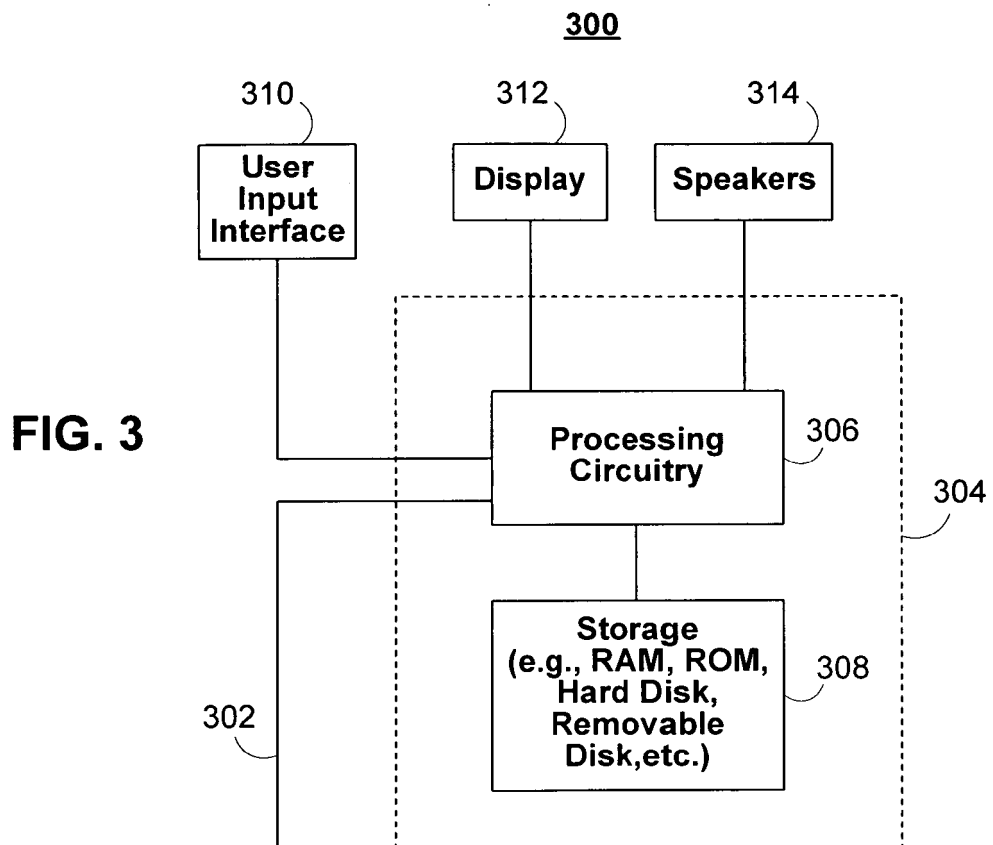 300
310
312
314
User
Input
Interface
Display
Speakers
FIG. 3
Processing
Circuitry
306
304
Storage
(e.g., RAM, ROM,
Hard Disk,
Removable
Disk,etc.)
308
302